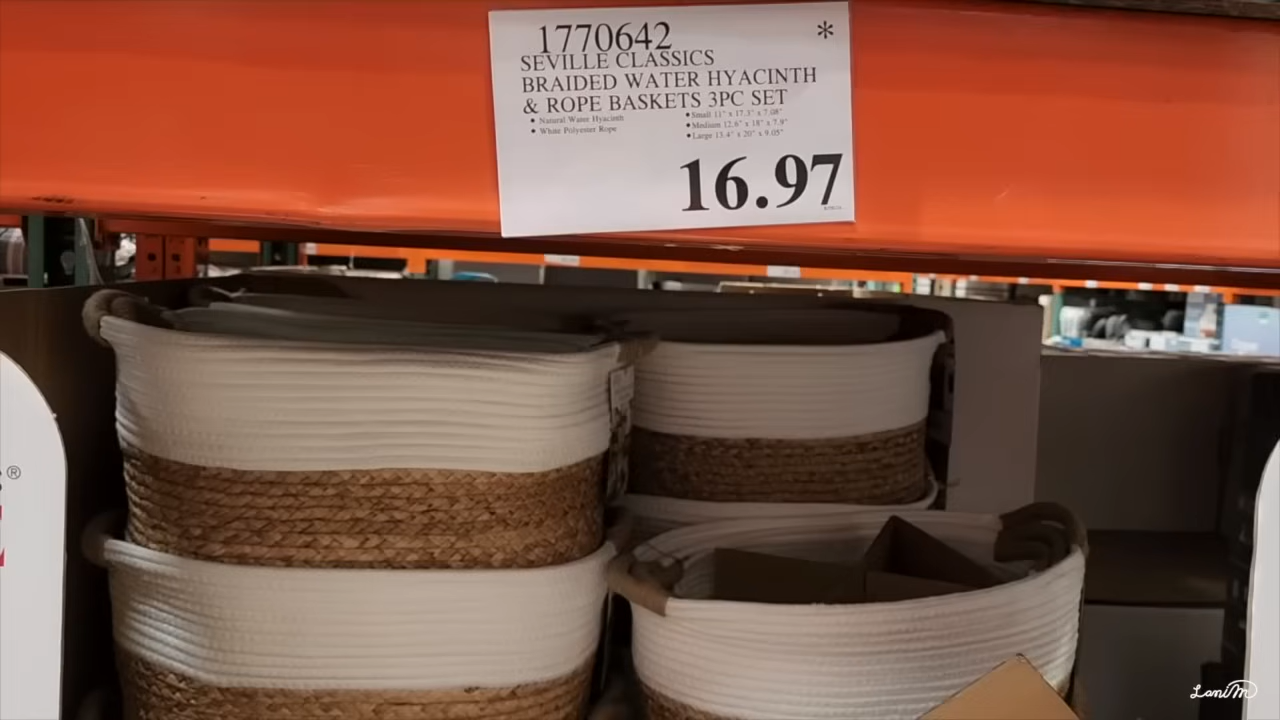 1770642 *
SEVILLE CLASSICS
BRAIDED WATER HYACINTH
& ROPE BASKETS 3PC SET
• Natural Water Hyacinth
• White Polyester Rope
• Small 11" x 17.3" x 7.08"
• Medium 12.6" x 18" x 7.9"
• Large 13.4" x 20" x 9.05"
16.97
®
LaniM